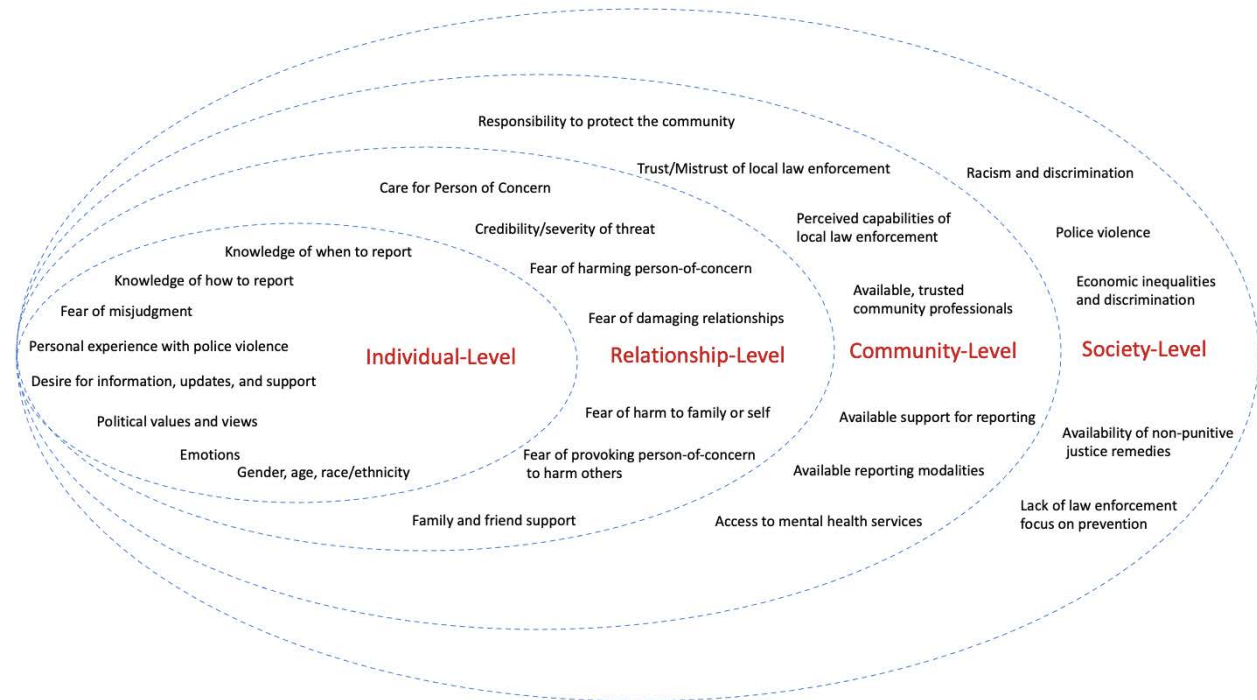 Responsibility to protect the community
Trust/Mistrust of local law enforcement
Racism and discrimination
Care for Person of Concern
Perceived capabilities of
local law enforcement
Credibility/severity of threat
Police violence
Knowledge of when to report
Fear of harming person-of-concern
Knowledge of how to report
Economic inequalities
and discrimination
Available, trusted
community professionals
Fear of misjudgment
Fear of damaging relationships
Personal experience with police violence
Individual-Level
Relationship-Level
Community-Level
Society-Level
Desire for information, updates, and support
Fear of harm to family or self
Available support for reporting
Political values and views
Availability of non-punitive
justice remedies
Emotions
Fear of provoking person-of-concern
to harm others
Gender, age, race/ethnicity
Available reporting modalities
Lack of law enforcement
focus on prevention
Family and friend support
Access to mental health services